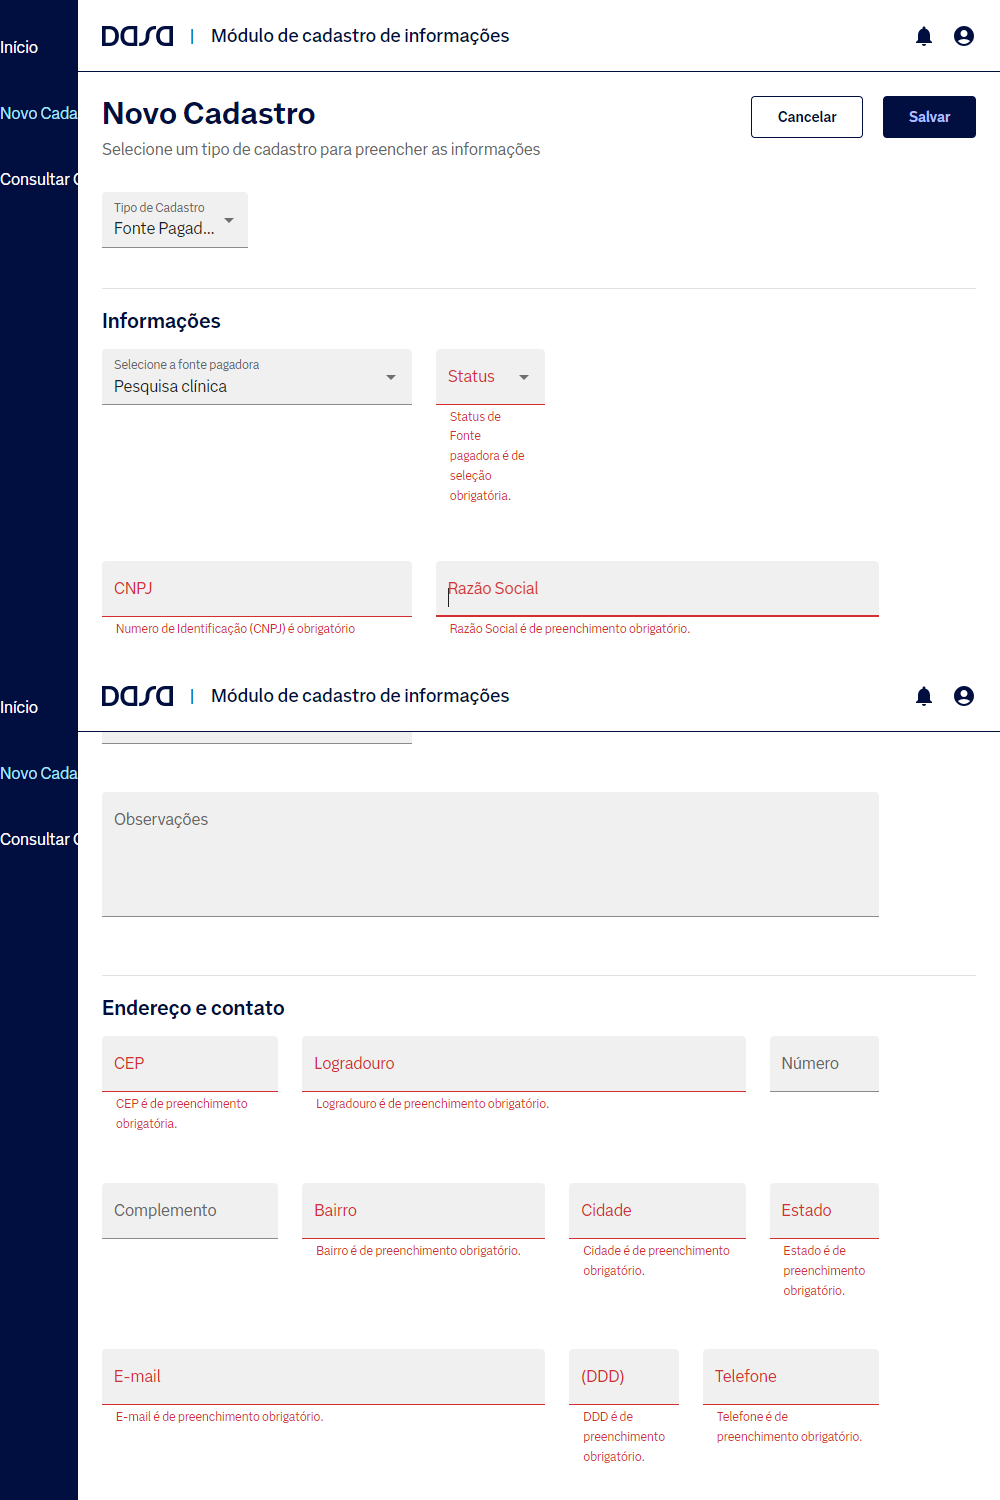 Início
Novo Cada
Consultar C
Dasa | Módulo de cadastro de informações
Novo Cadastro
Selecione um tipo de cadastro para preencher as informações
Cancelar
Salvar
Tipo de Cadastro
Fonte Pagad...
Informações
Selecione a fonte pagadora
Pesquisa clínica
Status
Status de
Fonte
pagadora é de
seleção
obrigatória.
CNPJ
Numero de Identificação (CNPJ) é obrigatório
Razão Social
Razão Social é de preenchimento obrigatório.
Início
Novo Cada
Consultar C
Dasa | Módulo de cadastro de informações
Observações
Endereço e contato
CEP
CEP é de preenchimento
obrigatória.
Logradouro
Logradouro é de preenchimento obrigatório.
Número
Complemento
Bairro
Bairro é de preenchimento obrigatório.
Cidade
Cidade é de preenchimento
obrigatório.
Estado
Estado é de
preenchimento
obrigatório.
E-mail
E-mail é de preenchimento obrigatório.
(DDD)
DDD é de
preenchimento
obrigatório.
Telefone
Telefone é de
preenchimento obrigatório.